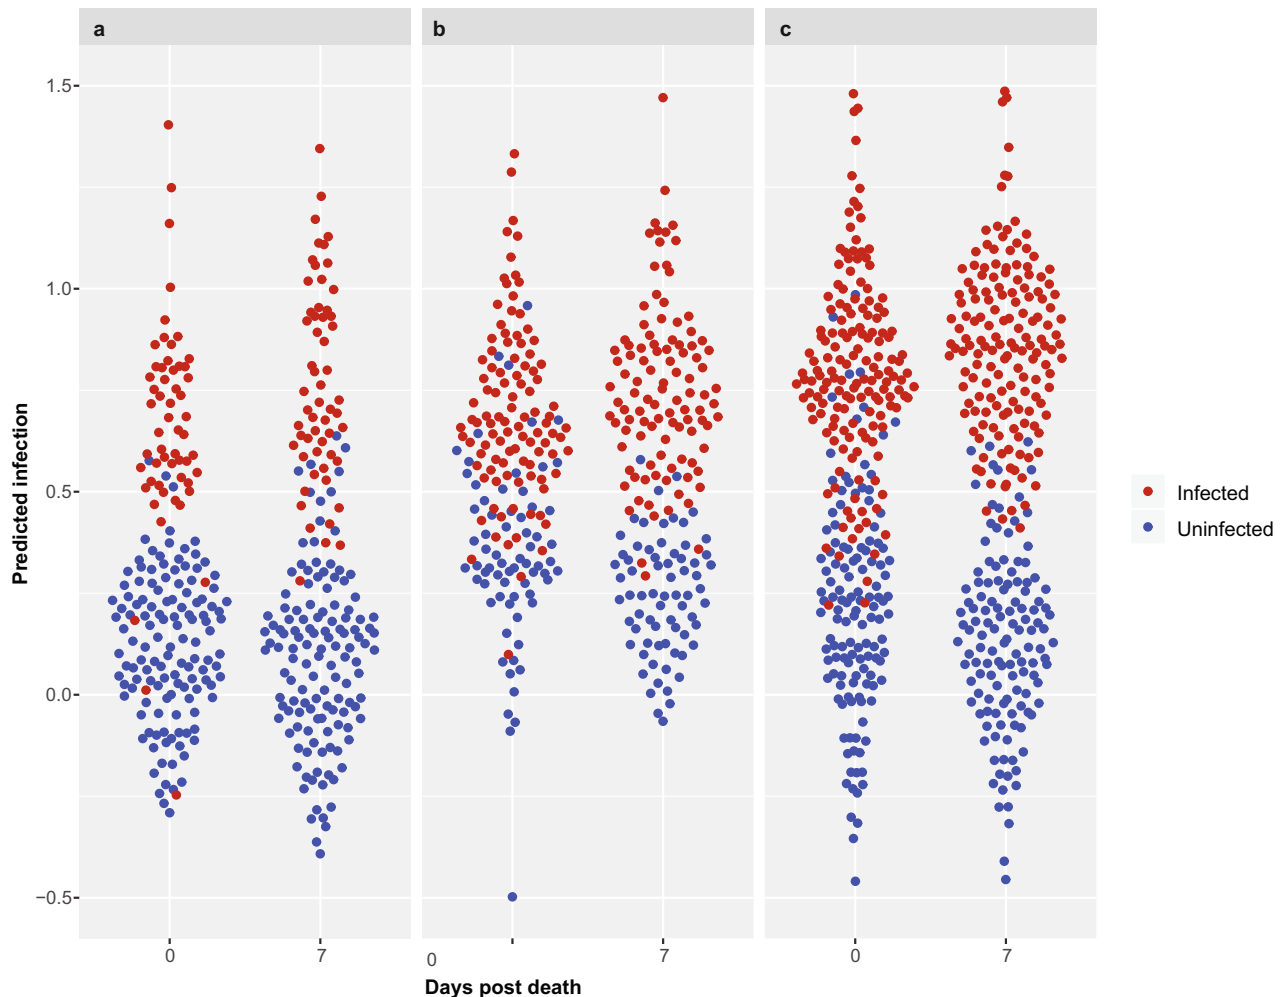 a b c
1.5
1.0
0.5
0.0
−0.5
Predicted infection
0 7 0 7 0 7
Days post death
Infected
Uninfected